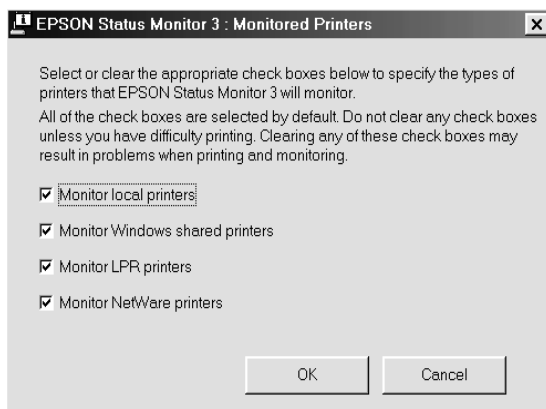 EPSON Status Monitor 3 : Monitored Printers
Select or clear the appropriate check boxes below to specify the types of
printers that EPSON Status Monitor 3 will monitor.
All of the check boxes are selected by default. Do not clear any check boxes
unless you have difficulty printing. Clearing any of these check boxes may
result in problems when printing and monitoring.
Monitor local printers
Monitor Windows shared printers
Monitor LPR printers
Monitor NetWare printers
OK
Cancel